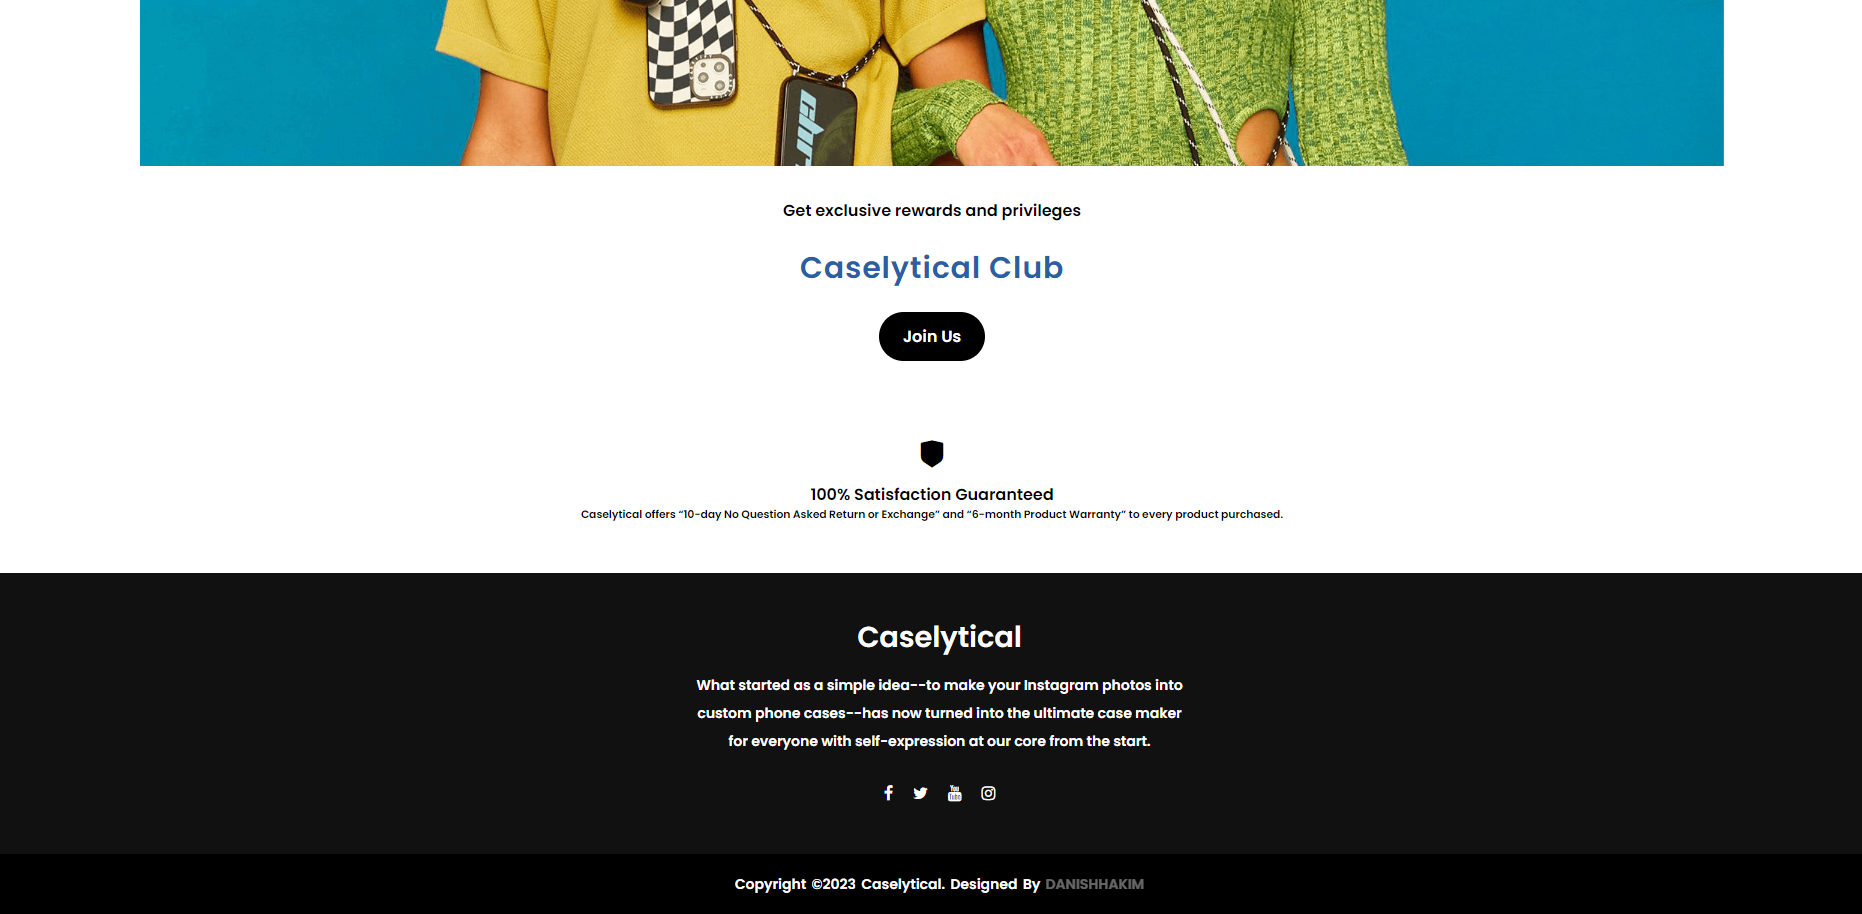 Get exclusive rewards and privileges
Caselytical Club
Join Us
100% Satisfaction Guaranteed
Caselytical offers “10-day No Question Asked Return or Exchange” and “6-month Product Warranty” to every product purchased.
Caselytical
What started as a simple idea--to make your Instagram photos into
custom phone cases--has now turned into the ultimate case maker
for everyone with self-expression at our core from the start.
You
Tube
Copyright ©2023 Caselytical. Designed By DANISHHAKIM